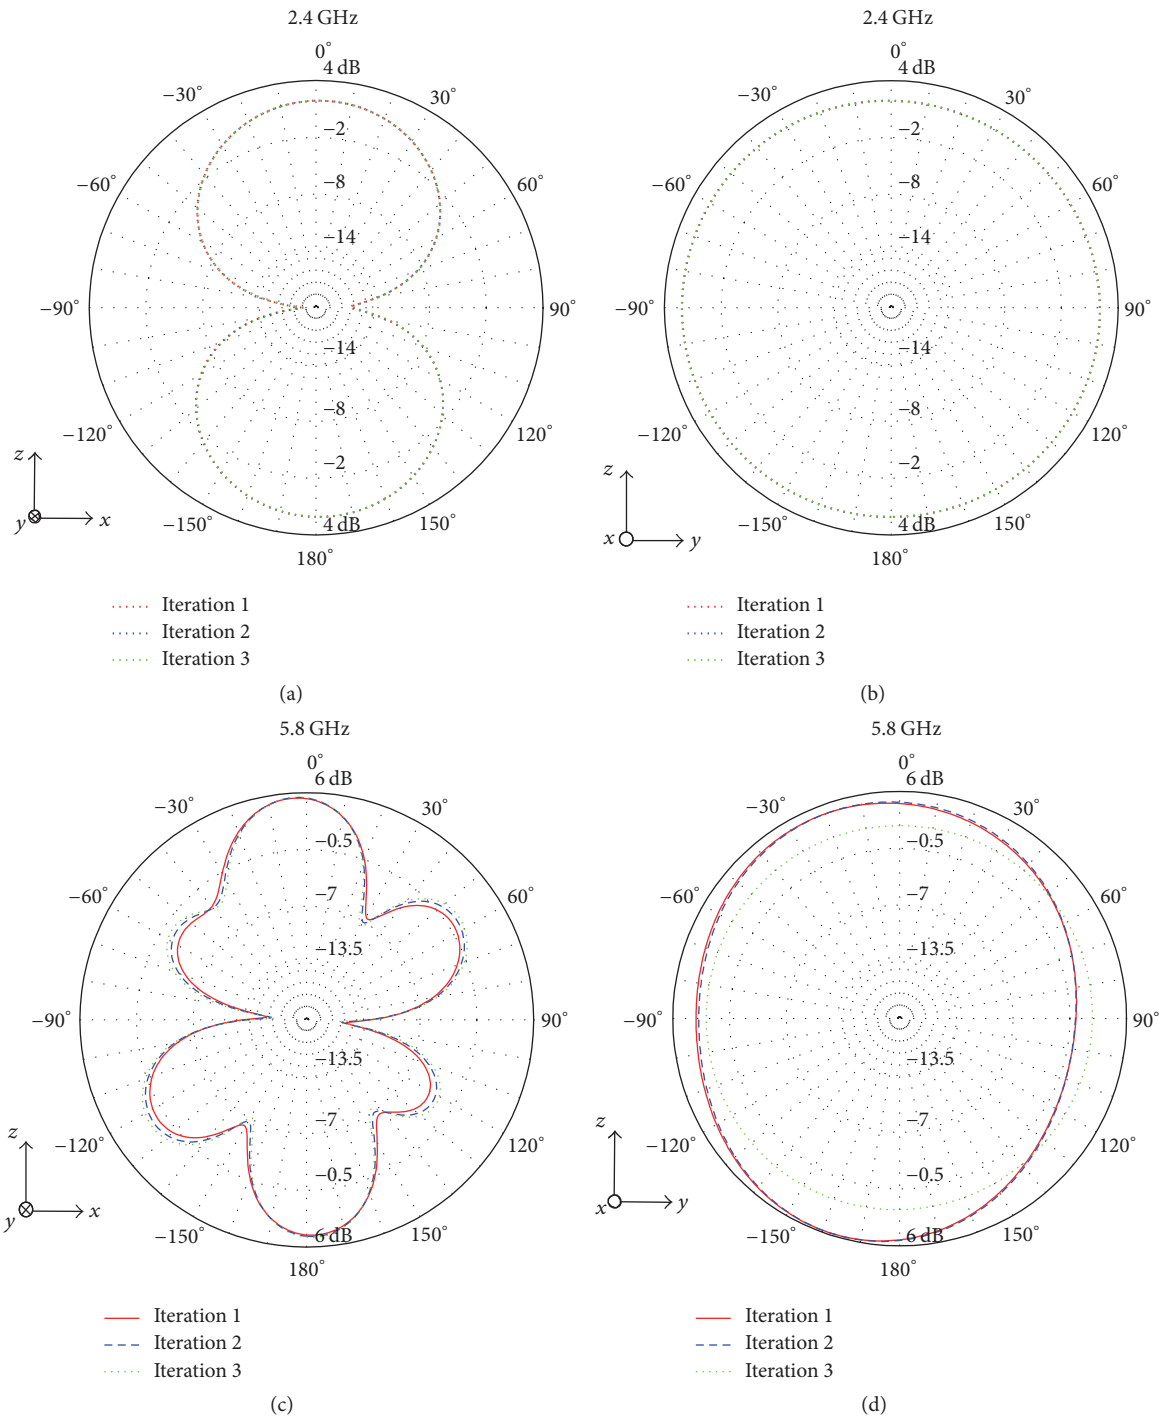 2.4 GHz
0°
4 dB
−30°
30°
−2
−60°
60°
−8
−14
−90°
90°
−14
−8
−120°
120°
−2
z
y
x
−150°
150°
4 dB
180°
Iteration 1
Iteration 2
Iteration 3
(a)
2.4 GHz
0°
4 dB
−30°
30°
−2
−60°
60°
−8
−14
−90°
90°
−14
−8
−120°
120°
−2
z
x
y
−150°
150°
4 dB
180°
Iteration 1
Iteration 2
Iteration 3
(b)
5.8 GHz
0°
6 dB
−30°
30°
−0.5
−60°
60°
−7
−13.5
−90°
90°
−13.5
−7
−120°
120°
−0.5
z
y
x
−150°
150°
6 dB
180°
Iteration 1
Iteration 2
Iteration 3
(c)
5.8 GHz
0°
6 dB
−30°
30°
−0.5
−60°
60°
−7
−13.5
−90°
90°
−13.5
−7
−120°
120°
−0.5
z
x
y
−150°
150°
6 dB
180°
Iteration 1
Iteration 2
Iteration 3
(d)